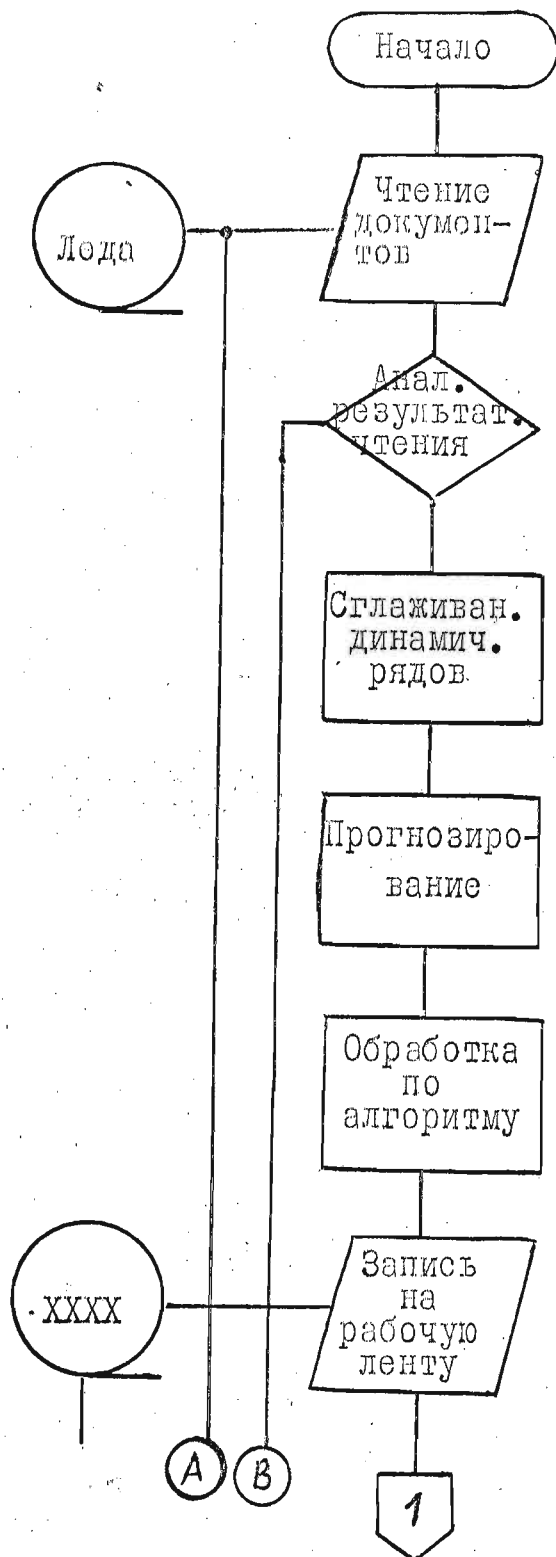 Начало
Лода
Чтение
докумон-
тов
Анал.
результат.
чтения
Сглаживан.
динамич.
рядов
Прогнозиро-
вание
Обработка
по
алгоритму
.XXXX
Запись
на
рабочую
ленту
A
B
1